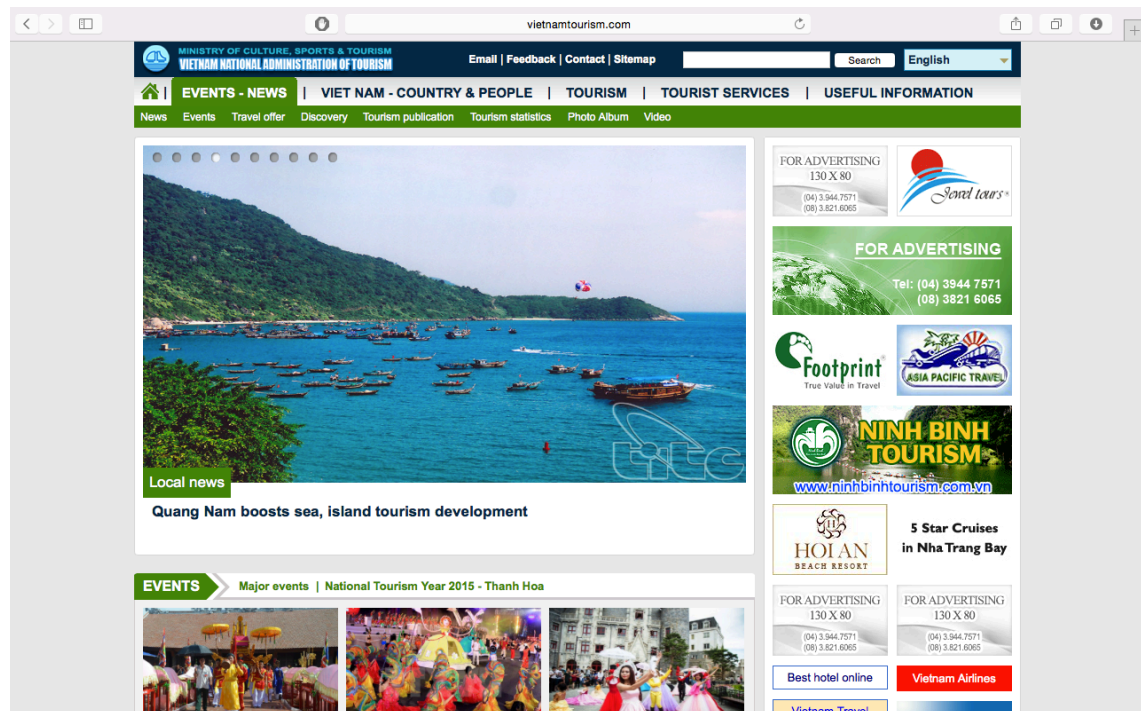 vietnamtourism.com
MINISTRY OF CULTURE, SPORTS & TOURISM
VIETNAM NATIONAL ADMINISTRATION OF TOURISM
Email | Feedback | Contact | Sitemap
Search
English
EVENTS - NEWS | VIET NAM - COUNTRY & PEOPLE | TOURISM | TOURIST SERVICES | USEFUL INFORMATION
News Events Travel offer Discovery Tourism publication Tourism statistics Photo Album Video
titc
Local news
Quang Nam boosts sea, island tourism development
EVENTS
Major events | National Tourism Year 2015 - Thanh Hoa
FOR ADVERTISING
130 X 80
(04) 3.944.7571
(08) 3.821.6065
Jewel tours
FOR ADVERTISING
Tel: (04) 3944 7571
(08) 3821 6065
Footprint
True Value in Travel
ASIA PACIFIC TRAVEL
NINH BINH
TOURISM
www.ninhbinhtourism.com.vn
H
HOI AN
BEACH RESORT
5 Star Cruises
in Nha Trang Bay
FOR ADVERTISING
130 X 80
(04) 3.944.7571
(08) 3.821.6065
FOR ADVERTISING
130 X 80
(04) 3.944.7571
(08) 3.821.6065
Best hotel online
Vietnam Airlines
Vietnam Travel